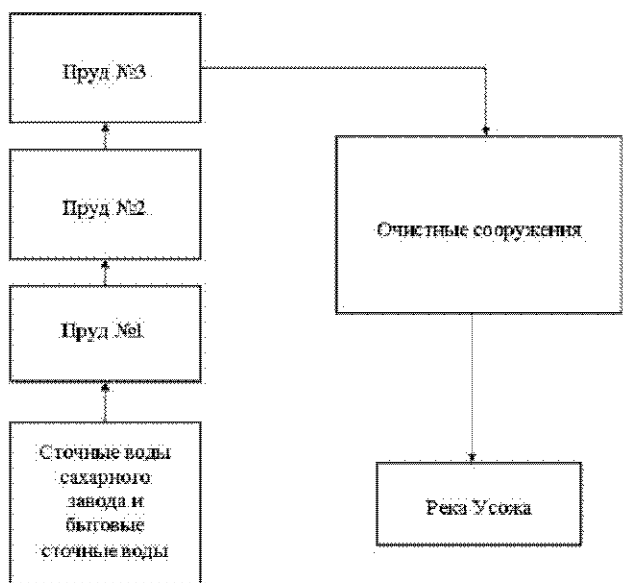 Пруд №3
Пруд №2
Очистные сооружения
Пруд №1
Сточные воды
сахарного
завода и
бытовые
сточные воды
Река Усожа